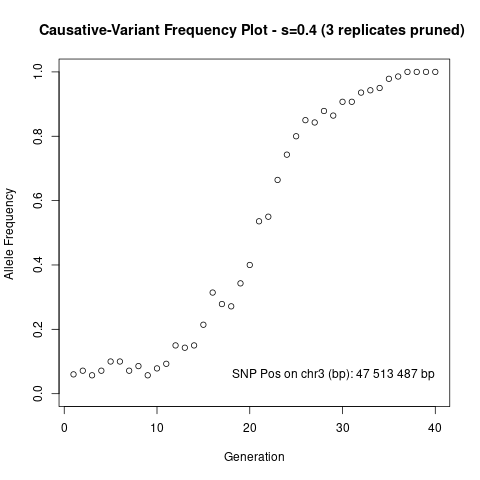 Causative-Variant Frequency Plot - s=0.4 (3 replicates pruned)
1.0
0.8
0.6
0.4
0.2
0.0
Allele Frequency
SNP Pos on chr3 (bp): 47 513 487 bp
0 10 20 30 40
Generation